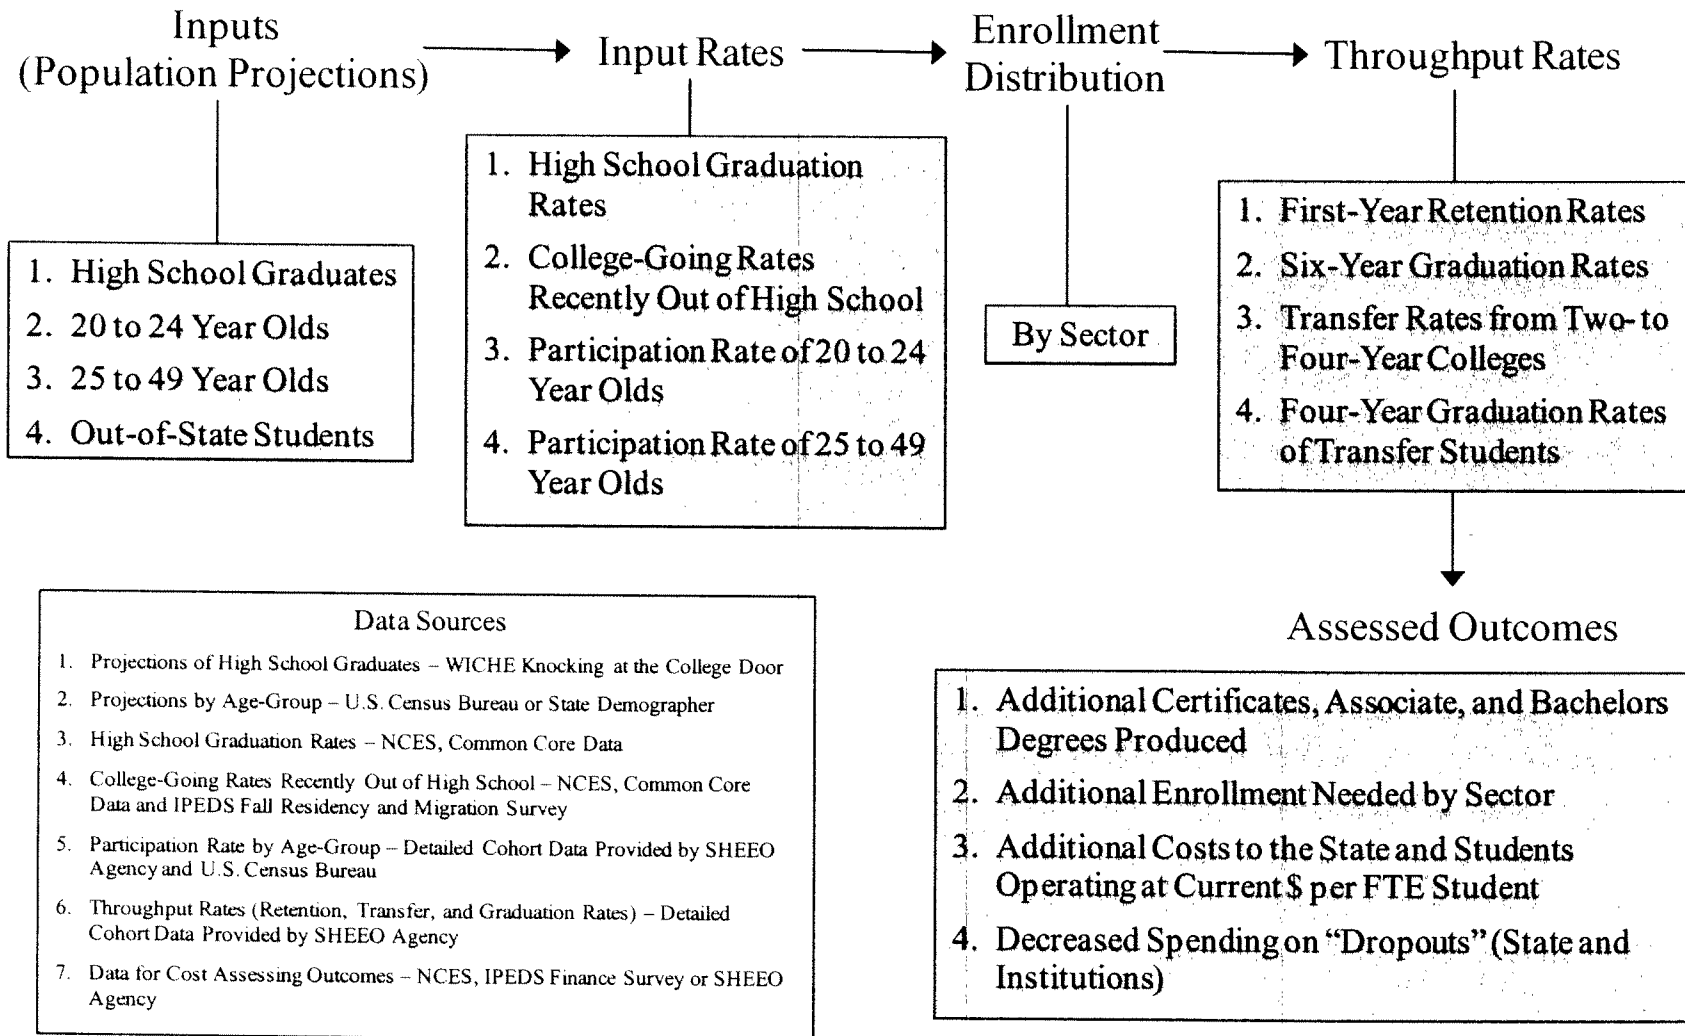 Inputs
(Population Projections)
Input Rates
Enrollment
Distribution
Throughput Rates
1. High School Graduates
2. 20 to 24 Year Olds
3. 25 to 49 Year Olds
4. Out-of-State Students
1. High School Graduation
Rates
2. College-Going Rates
Recently Out of High School
3. Participation Rate of 20 to 24
Year Olds
4. Participation Rate of 25 to 49
Year Olds
By Sector
1. First-Year Retention Rates
2. Six-Year Graduation Rates
3. Transfer Rates from Two- to
Four-Year Colleges
4. Four-Year Graduation Rates
of Transfer Students
Data Sources
1. Projections of High School Graduates – WICHE Knocking at the College Door
2. Projections by Age-Group – U.S. Census Bureau or State Demographer
3. High School Graduation Rates – NCES, Common Core Data
4. College-Going Rates Recently Out of High School – NCES, Common Core
Data and IPEDS Fall Residency and Migration Survey
5. Participation Rate by Age-Group – Detailed Cohort Data Provided by SHEEO
Agency and U.S. Census Bureau
6. Throughput Rates (Retention, Transfer, and Graduation Rates) – Detailed
Cohort Data Provided by SHEEO Agency
7. Data for Cost Assessing Outcomes – NCES, IPEDS Finance Survey or SHEEO
Agency
Assessed Outcomes
1. Additional Certificates, Associate, and Bachelors
Degrees Produced
2. Additional Enrollment Needed by Sector
3. Additional Costs to the State and Students
Operating at Current $ per FTE Student
4. Decreased Spending on “Dropouts” (State and
Institutions)